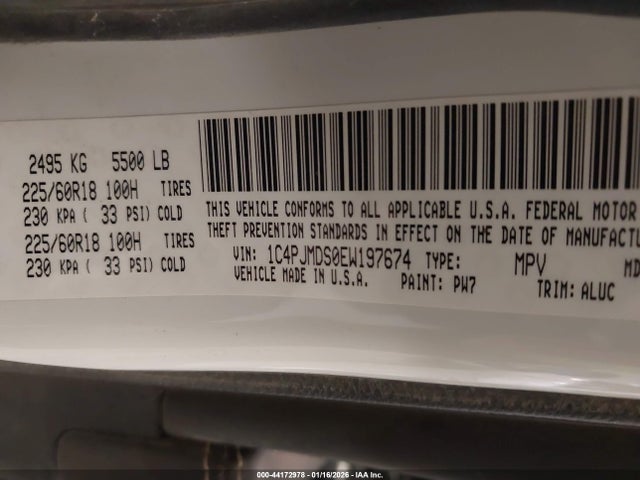 2495 KG 5500 LB
225/60R18 100H TIRES
230 KPA ( 33 PSI) COLD
225/60R18 100H TIRES
230 KPA ( 33 PSI) COLD
THIS VEHICLE CONFORMS TO ALL APPLICABLE U.S.A. FEDERAL MOTOR
THEFT PREVENTION STANDARDS IN EFFECT ON THE DATE OF MANUFACTU
VIN: 1C4PJMDS0EW197674 TYPE: MPV MD
VEHICLE MADE IN U.S.A. PAINT: PW7 TRIM: ALUC
000-44172978 - 01/16/2026 - IAA Inc.